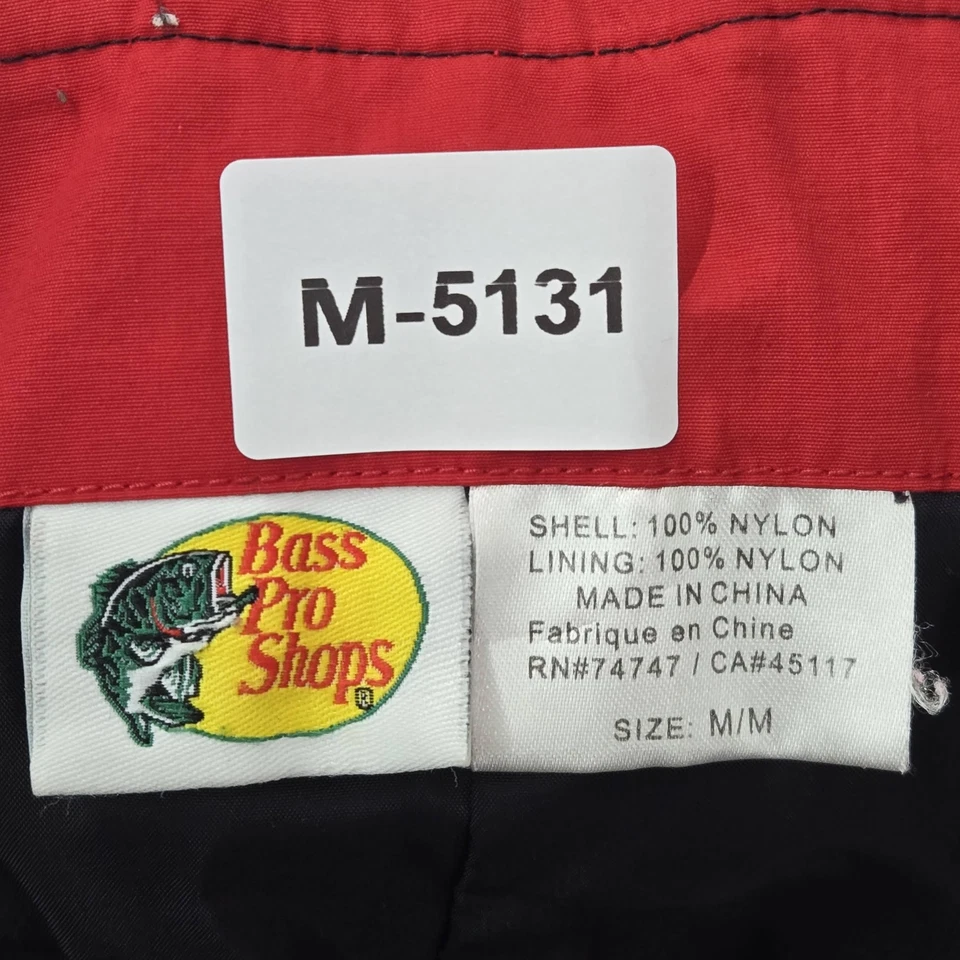 M-5131
Bass
Pro
Shops
®
SHELL: 100% NYLON
LINING: 100% NYLON
MADE IN CHINA
Fabrique en Chine
RN#74747 / CA#45117
SIZE: M/M